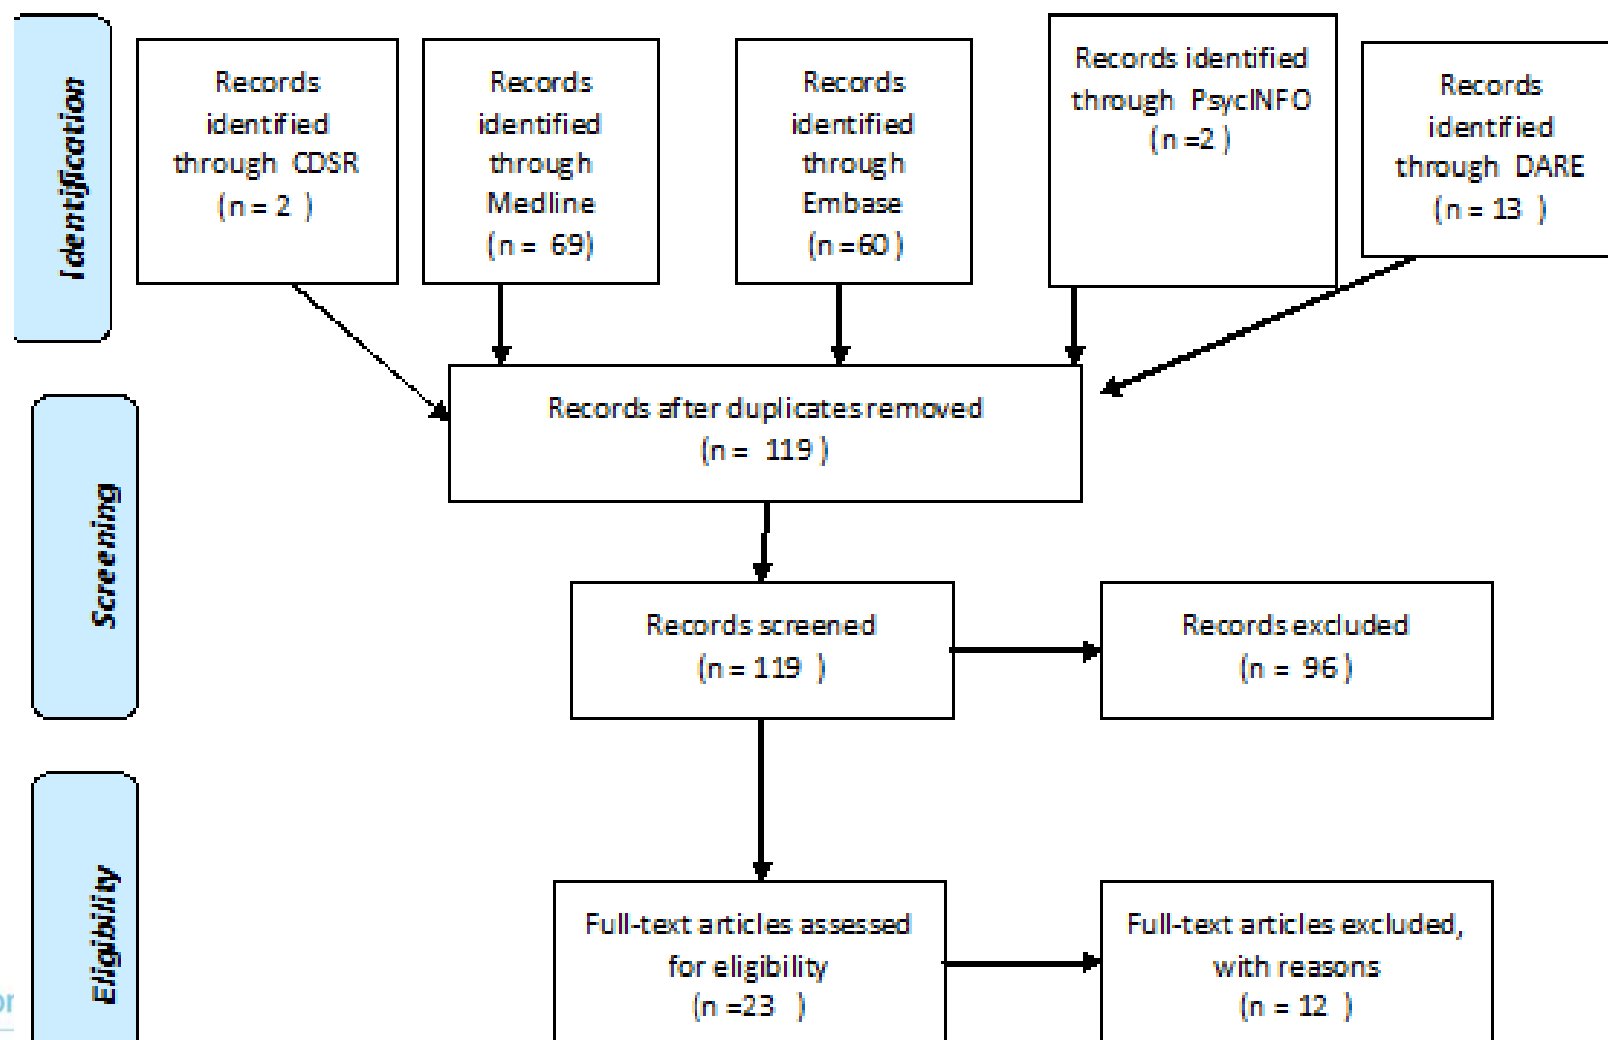 Identification
Records
identified
through CDSR
(n = 2 )
Records
identified
through
Medline
(n = 69)
Records
identified
through
Embase
(n =60 )
Records identified
through PsycINFO
(n =2 )
Records
identified
through DARE
(n = 13 )
Records after duplicates removed
(n = 119 )
Screening
Records screened
(n = 119 )
Records excluded
(n = 96 )
Eligibility
Full-text articles assessed
for eligibility
(n =23 )
Full-text articles excluded,
with reasons
(n = 12 )